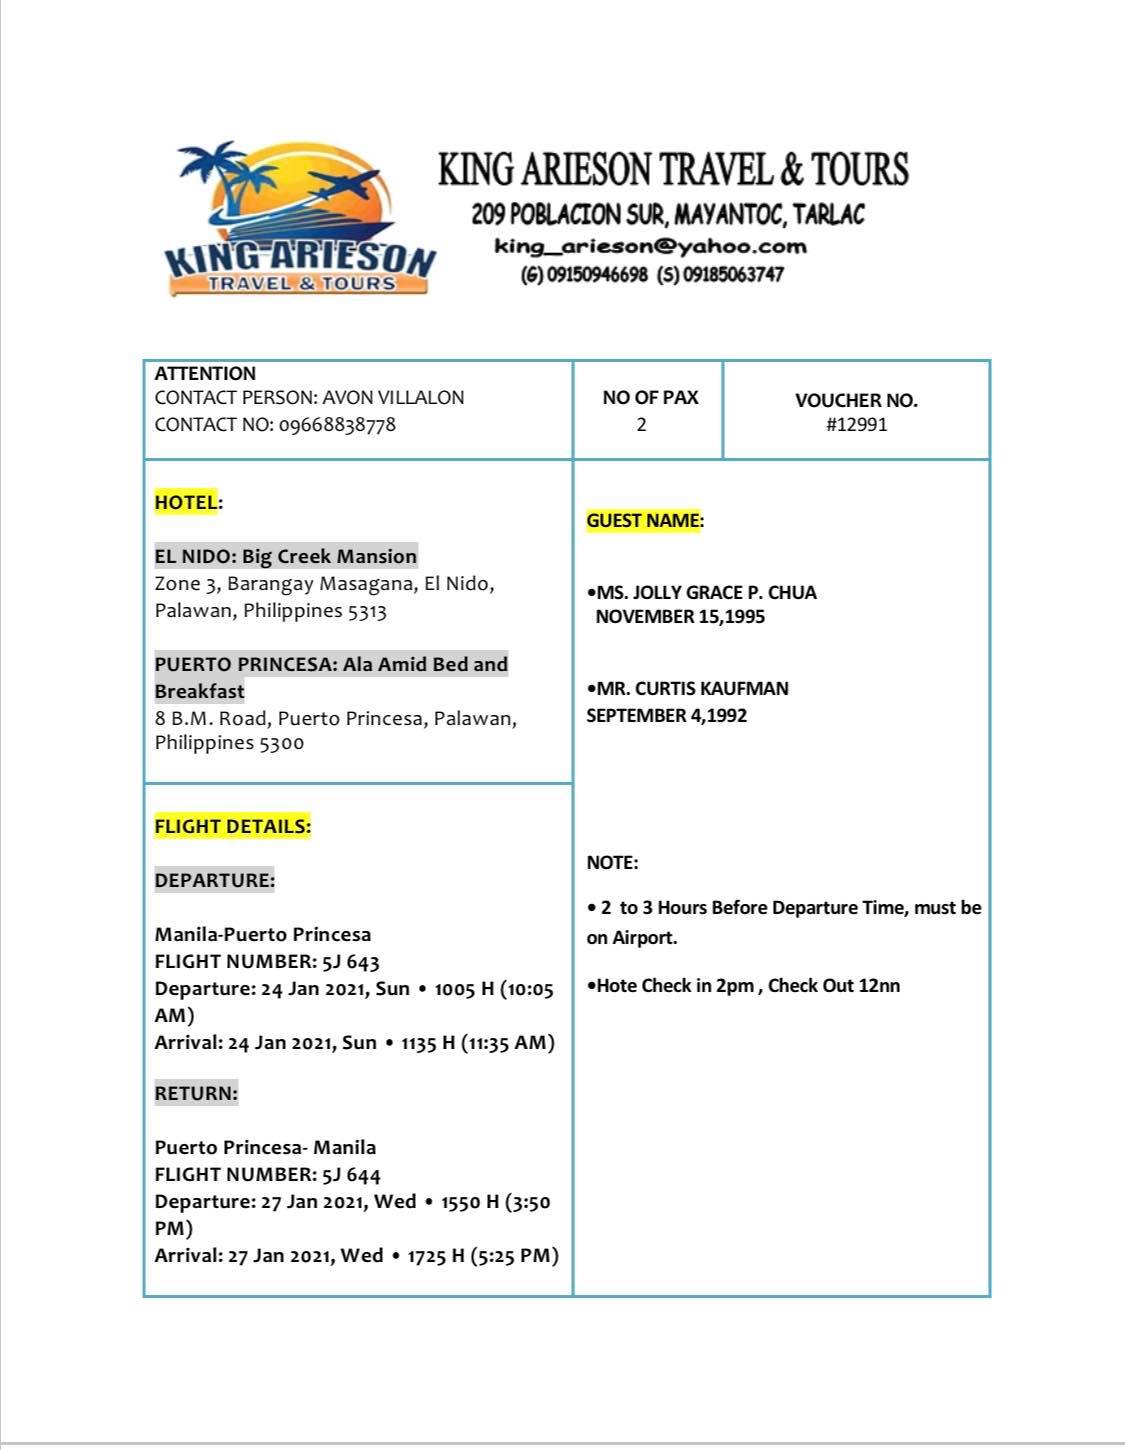 KING ARIESON
TRAVEL & TOURS
KING ARIESON TRAVEL & TOURS
209 POBLACION SUR, MAYANTOC, TARLAC
king_arieson@yahoo.com
(G) 09150946698 (S) 09185063747
ATTENTION
CONTACT PERSON: AVON VILLALON
CONTACT NO: 09668838778
NO OF PAX
2
VOUCHER NO.
#12991
HOTEL:
EL NIDO: Big Creek Mansion
Zone 3, Barangay Masagana, El Nido,
Palawan, Philippines 5313
PUERTO PRINCESA: Ala Amid Bed and
Breakfast
8 B.M. Road, Puerto Princesa, Palawan,
Philippines 5300
GUEST NAME:
•MS. JOLLY GRACE P. CHUA
NOVEMBER 15,1995
•MR. CURTIS KAUFMAN
SEPTEMBER 4,1992
NOTE:
• 2 to 3 Hours Before Departure Time, must be
on Airport.
•Hote Check in 2pm , Check Out 12nn
FLIGHT DETAILS:
DEPARTURE:
Manila-Puerto Princesa
FLIGHT NUMBER: 5J 643
Departure: 24 Jan 2021, Sun • 1005 H (10:05
AM)
Arrival: 24 Jan 2021, Sun • 1135 H (11:35 AM)
RETURN:
Puerto Princesa- Manila
FLIGHT NUMBER: 5J 644
Departure: 27 Jan 2021, Wed • 1550 H (3:50
PM)
Arrival: 27 Jan 2021, Wed • 1725 H (5:25 PM)